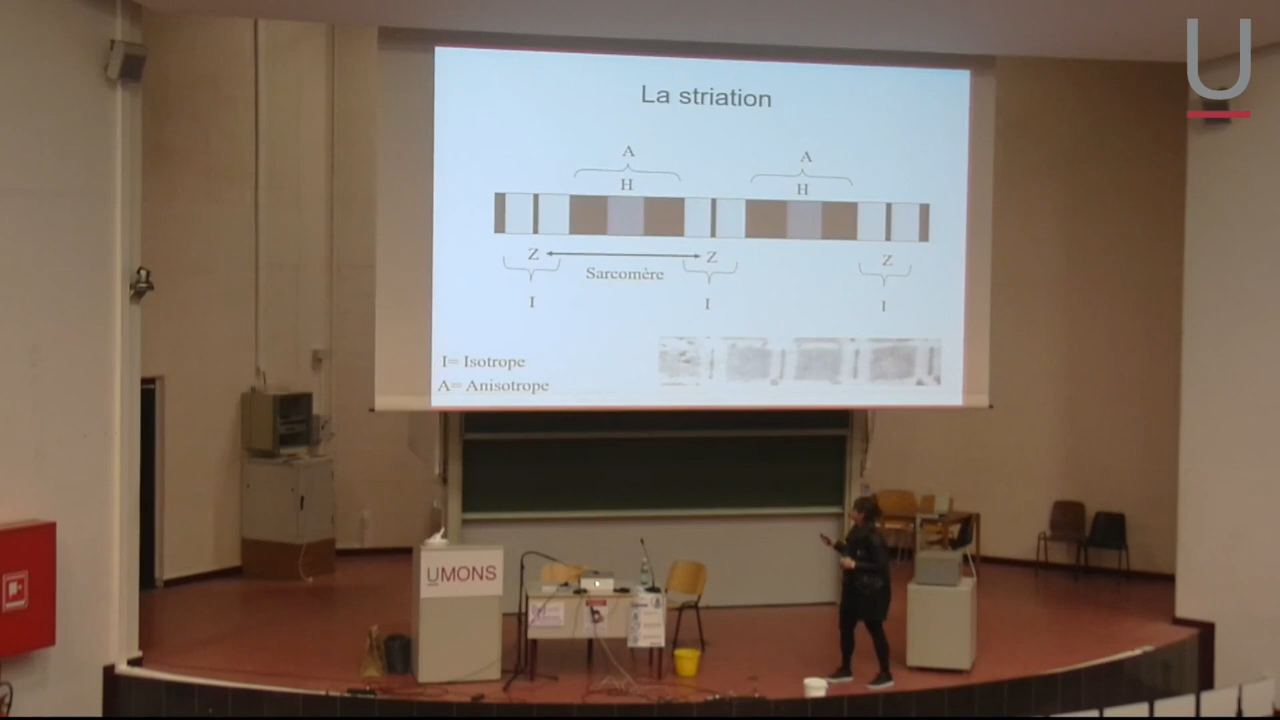 La striation
A
A
H
H
Z
Z
Z
Sarcomère
I
I
I
I= Isotrope
A= Anisotrope
UMONS
U